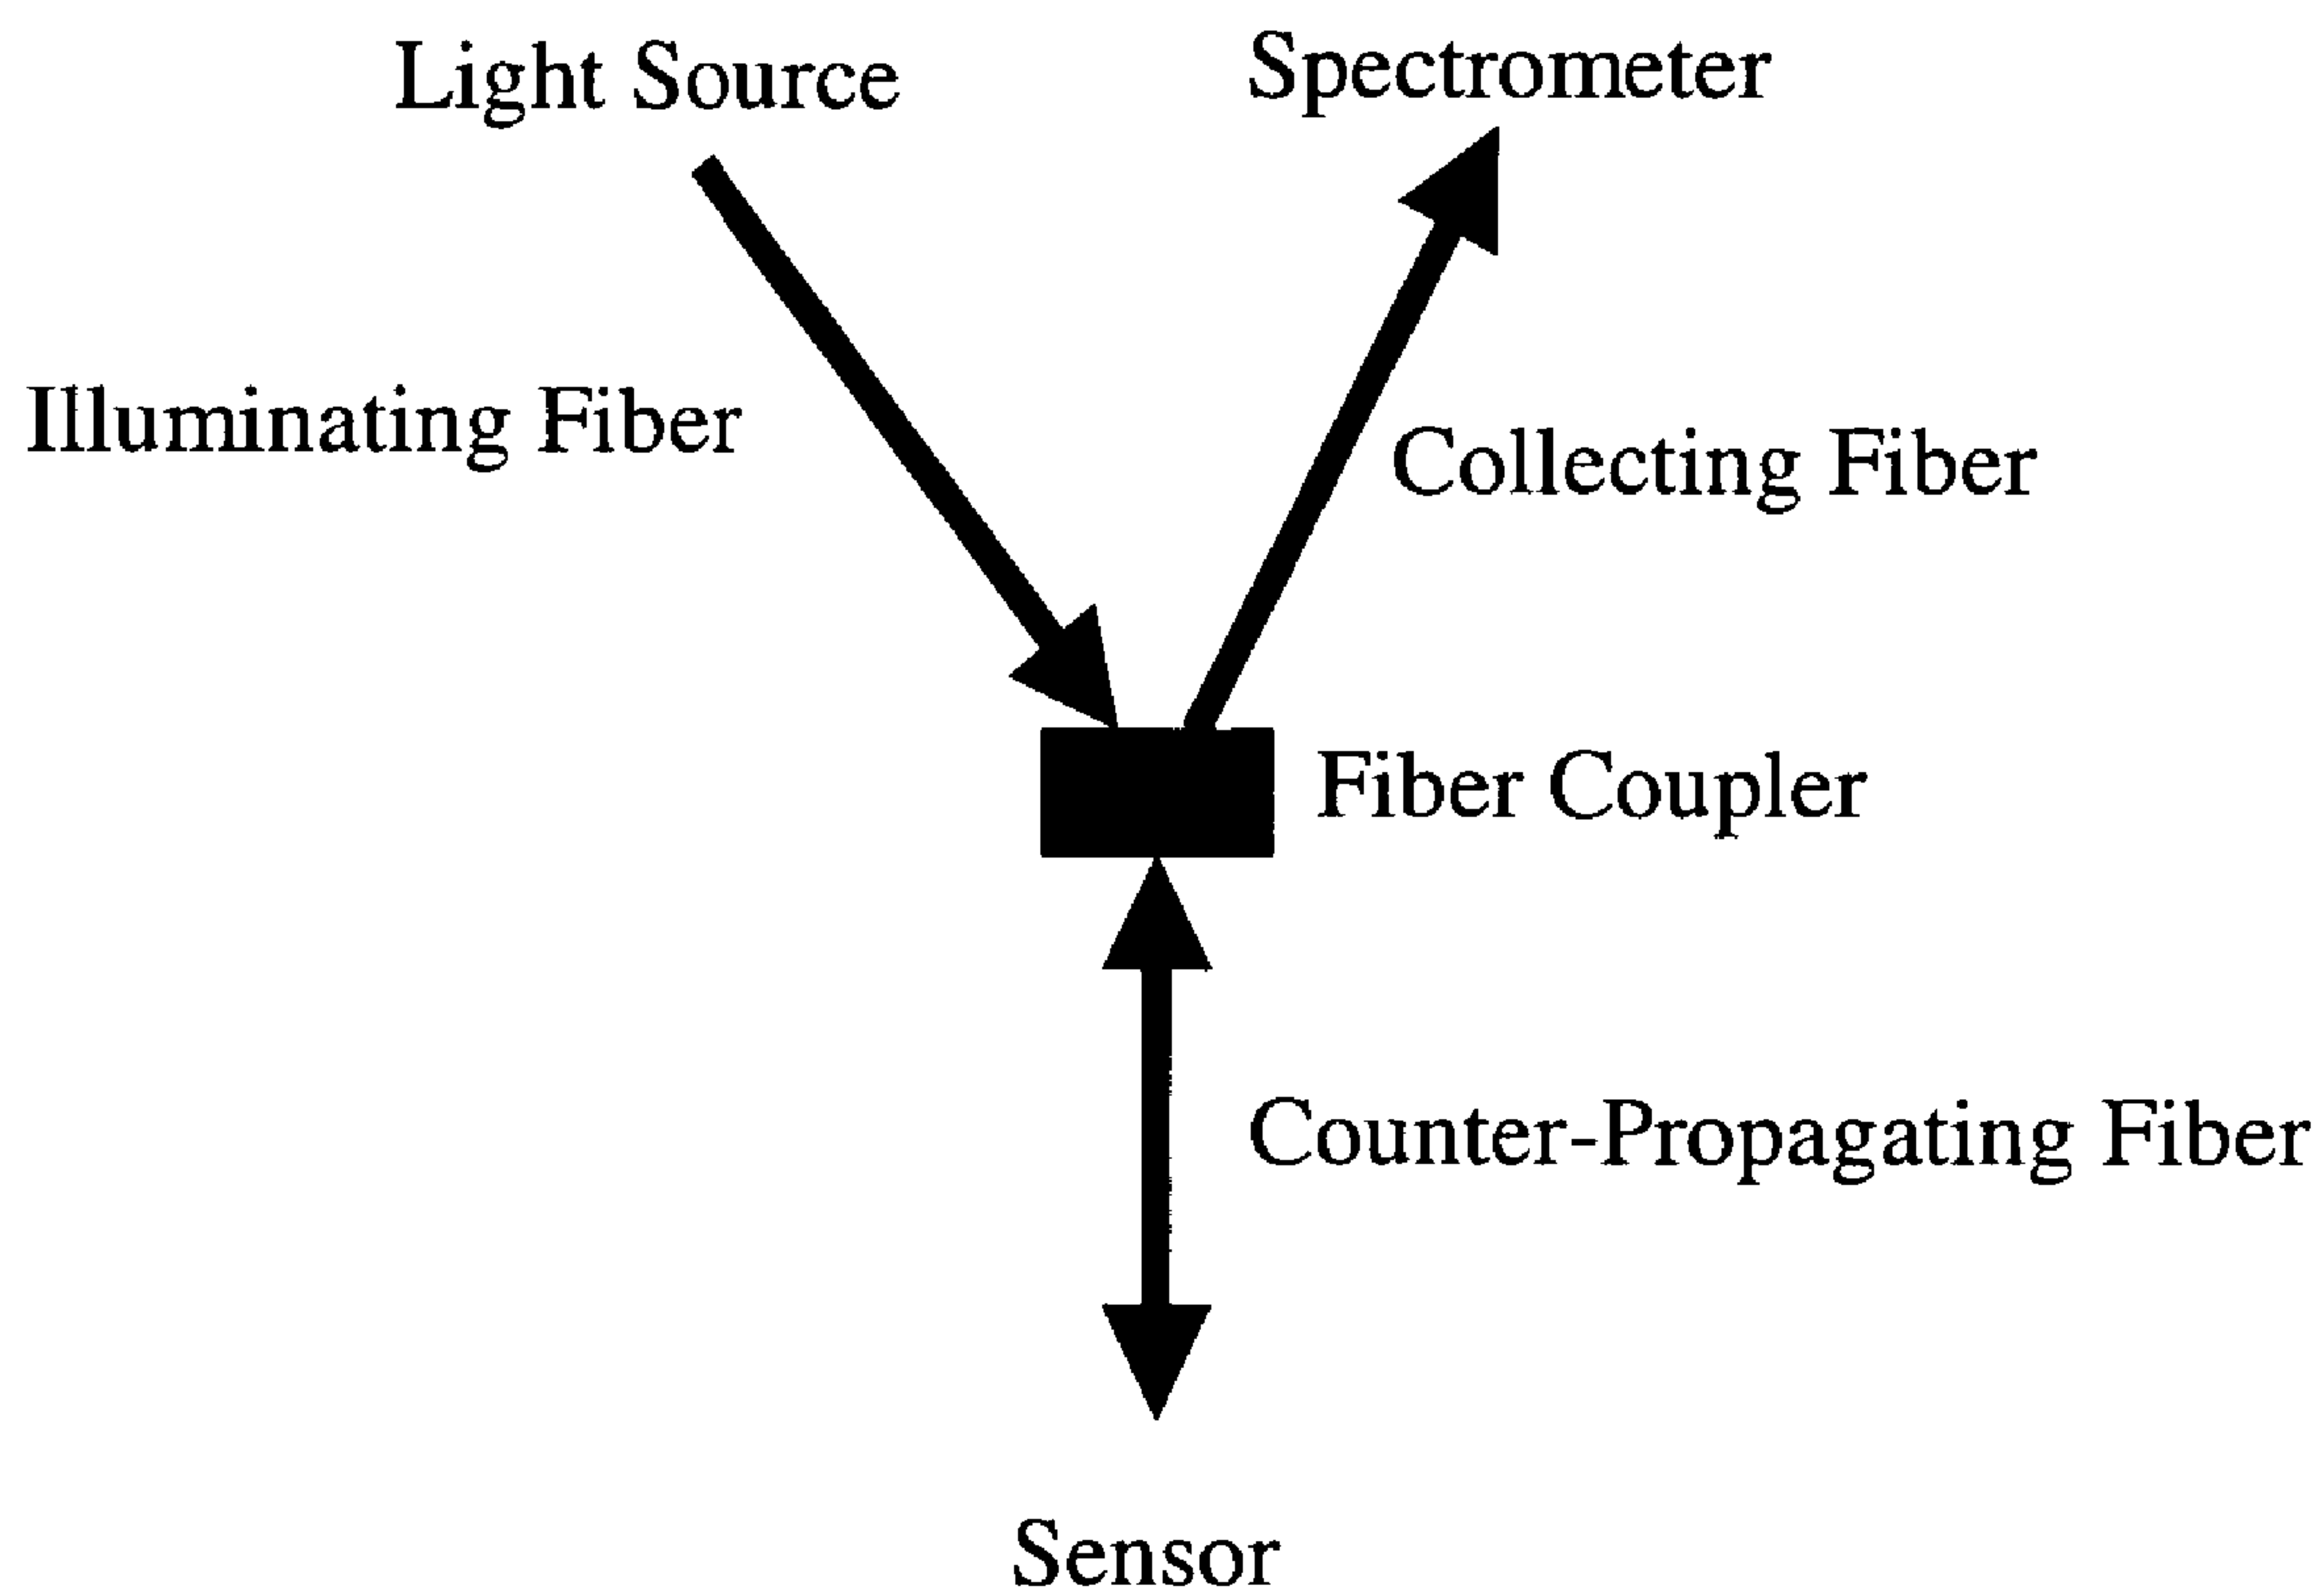 Light Source
Spectrometer
Illuminating Fiber
Collecting Fiber
Fiber Coupler
Counter-Propagating Fiber
Sensor